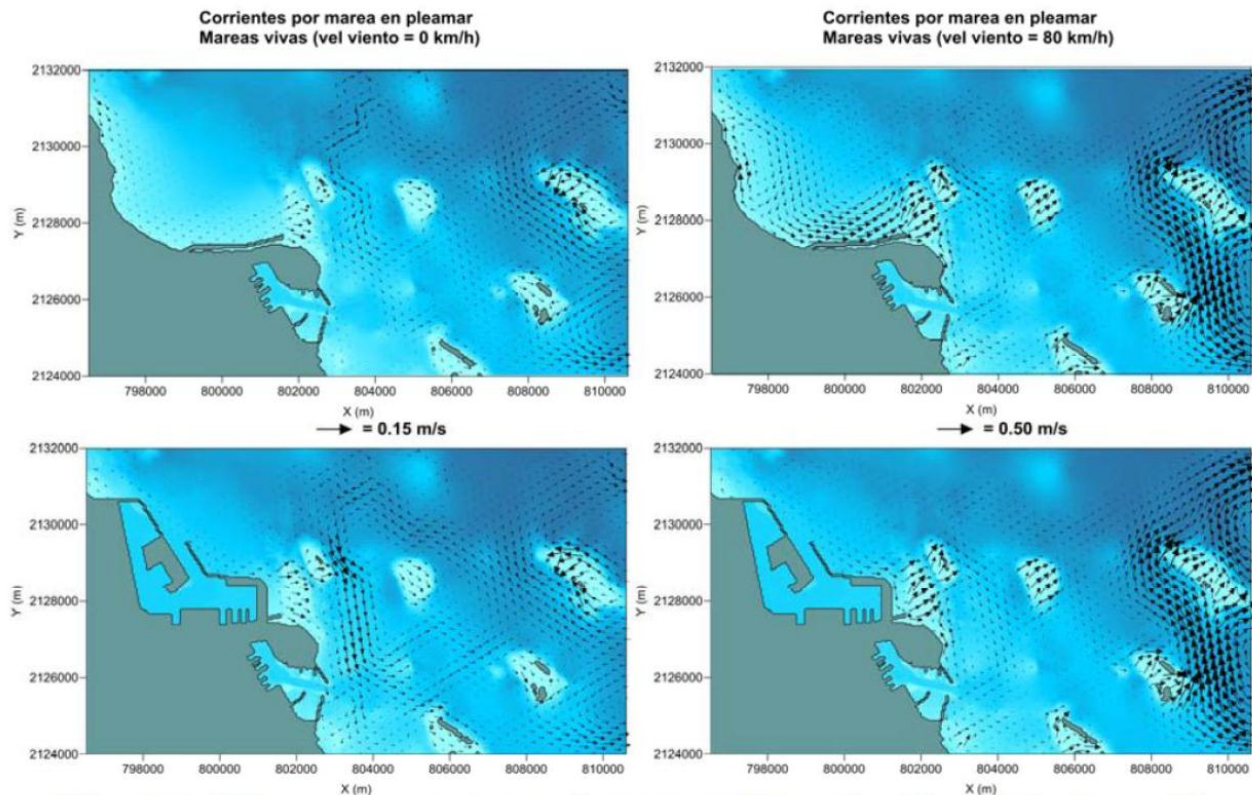 Corrientes por marea en pleamar
Mareas vivas (vel viento = 0 km/h)
Corrientes por marea en pleamar
Mareas vivas (vel viento = 80 km/h)
2132000
2130000
2128000
2126000
2124000
Y (m)
798000 800000 802000 804000 806000 808000 810000
X (m)
2132000
2130000
2128000
2126000
2124000
Y (m)
798000 800000 802000 804000 806000 808000 810000
X (m)
= 0.15 m/s
= 0.50 m/s
2132000
2130000
2128000
2126000
2124000
Y (m)
798000 800000 802000 804000 806000 808000 810000
2132000
2130000
2128000
2126000
2124000
Y (m)
798000 800000 802000 804000 806000 808000 810000